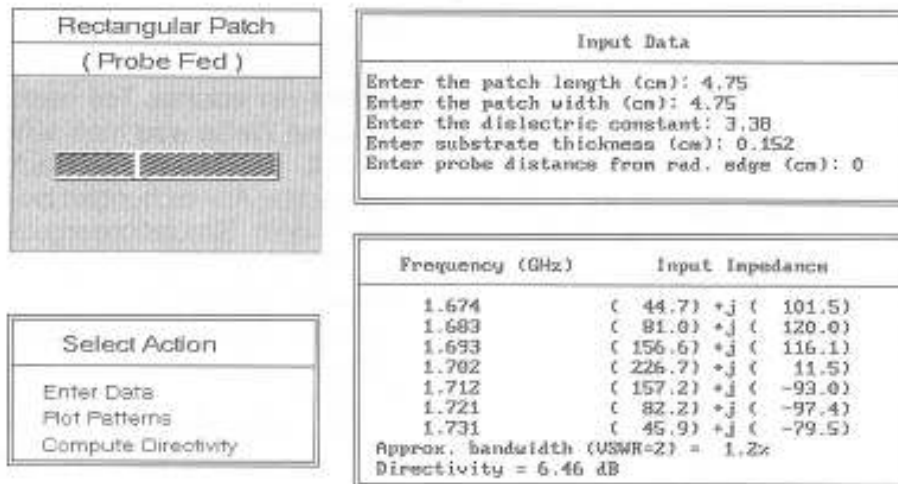 Rectangular Patch
( Probe Fed )
Input Data
Enter the patch length (cm): 4.75
Enter the patch width (cm): 4.75
Enter the dielectric constant: 3.38
Enter substrate thickness (cm): 0.152
Enter probe distance from rad. edge (cm): 0
Frequency (GHz) Input Impedance
1.674 ( 44.7) +j ( 101.5)
1.683 ( 81.0) +j ( 120.0)
1.693 ( 156.6) +j ( 116.1)
1.702 ( 226.7) +j ( 11.5)
1.712 ( 157.2) +j ( -93.0)
1.721 ( 82.2) +j ( -97.4)
1.731 ( 45.9) +j ( -79.5)
Approx. bandwidth (VSWR=2) = 1.2%
Directivity = 6.46 dB
Select Action
Enter Data
Plot Patterns
Compute Directivity